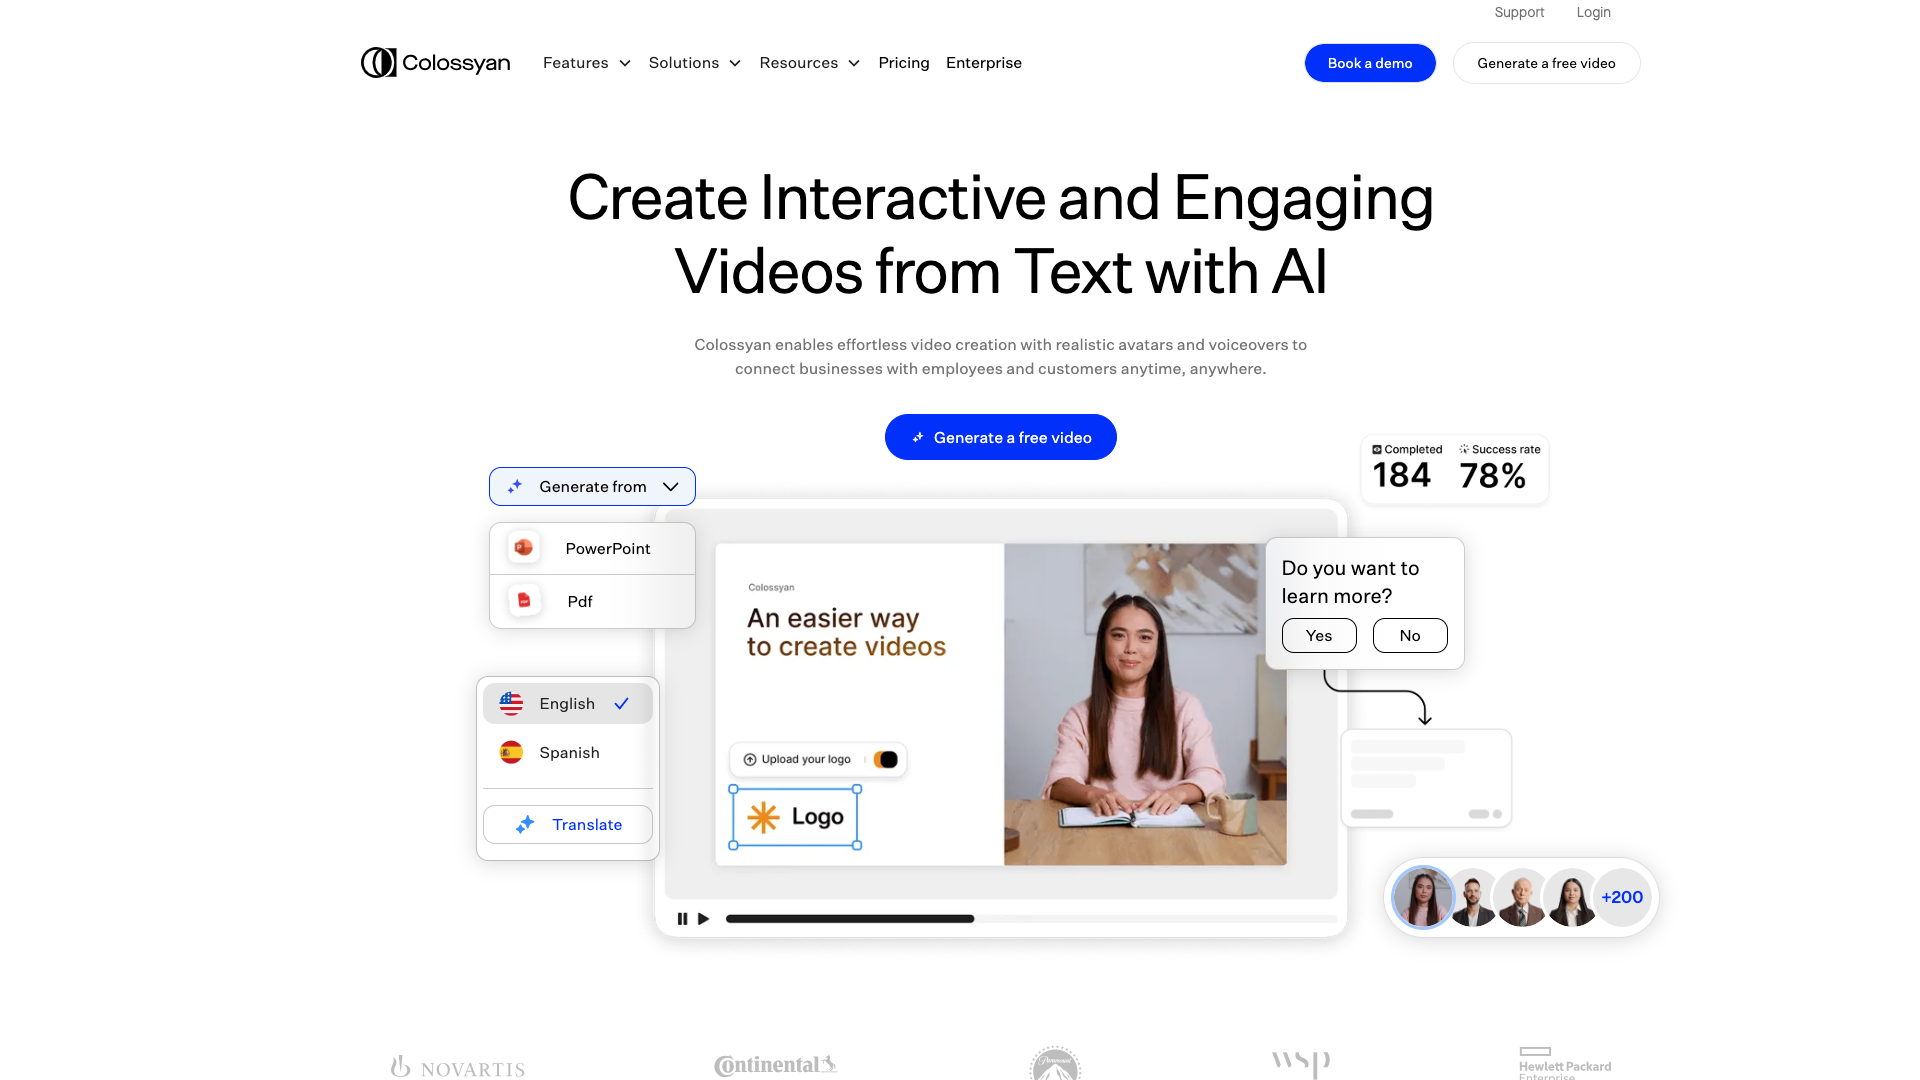 Support
Login
Colossyan
Features
Solutions
Resources
Pricing
Enterprise
Book a demo
Generate a free video
Create Interactive and Engaging
Videos from Text with AI
Colossyan enables effortless video creation with realistic avatars and voiceovers to
connect businesses with employees and customers anytime, anywhere.
Generate a free video
Completed
184
Success rate
78%
Generate from
PowerPoint
Pdf
English
Spanish
Translate
Colossyan
An easier way
to create videos
Upload your logo
Logo
Do you want to
learn more?
Yes
No
+200
NOVARTIS
Continental
Paramount
wsp
Hewlett Packard
Enterprise